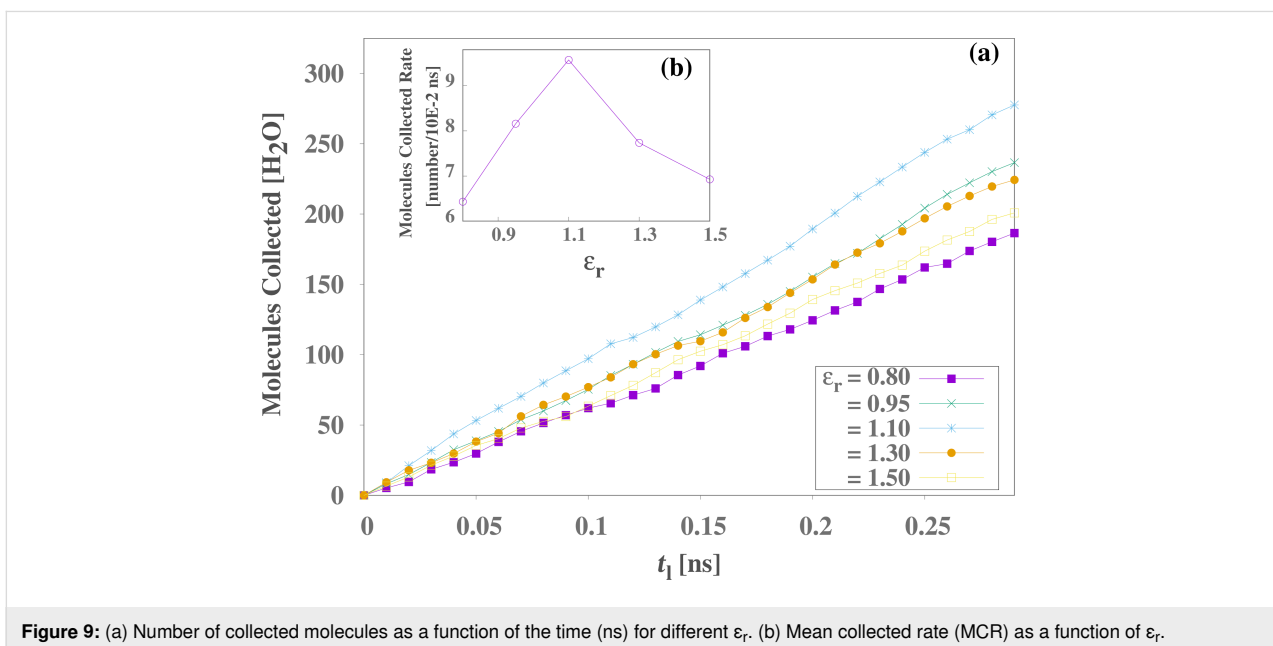 (a)
(b)
Molecules Collected [H2O]
300
250
200
150
100
50
0
0 0.05 0.1 0.15 0.2 0.25
tl [ns]
Molecules Collected Rate
[number/10E-2 ns]
9
8
7
6
0.9 1.1 1.3 1.5
εr
εr = 0.80
= 0.95
= 1.10
= 1.30
= 1.50
Figure 9: (a) Number of collected molecules as a function of the time (ns) for different εr. (b) Mean collected rate (MCR) as a function of εr.